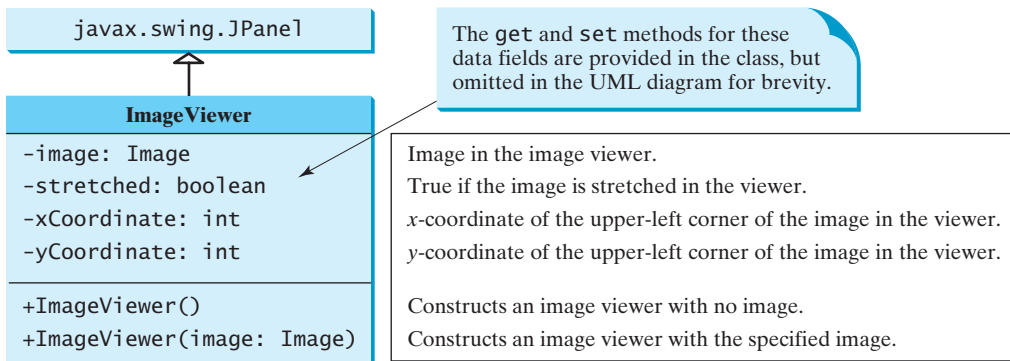 javax.swing.JPanel
The get and set methods for these
data fields are provided in the class, but
omitted in the UML diagram for brevity.
ImageViewer
-image: Image
-stretched: boolean
-xCoordinate: int
-yCoordinate: int
+ImageViewer()
+ImageViewer(image: Image)
Image in the image viewer.
True if the image is stretched in the viewer.
x-coordinate of the upper-left corner of the image in the viewer.
y-coordinate of the upper-left corner of the image in the viewer.
Constructs an image viewer with no image.
Constructs an image viewer with the specified image.